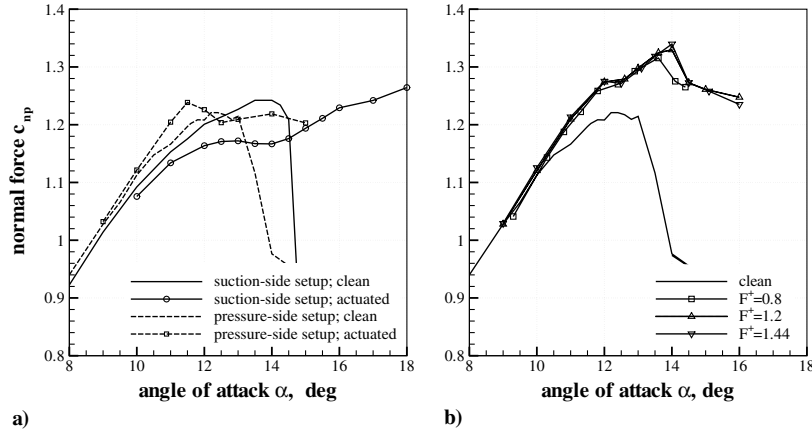 normal force c_np
1.4
1.3
1.2
1.1
1
0.9
0.8
8
10
12
14
16
18
angle of attack α, deg
suction-side setup; clean
suction-side setup; actuated
pressure-side setup; clean
pressure-side setup; actuated
a)
1.4
1.3
1.2
1.1
1
0.9
0.8
8
10
12
14
16
18
angle of attack α, deg
clean
F⁺=0.8
F⁺=1.2
F⁺=1.44
b)